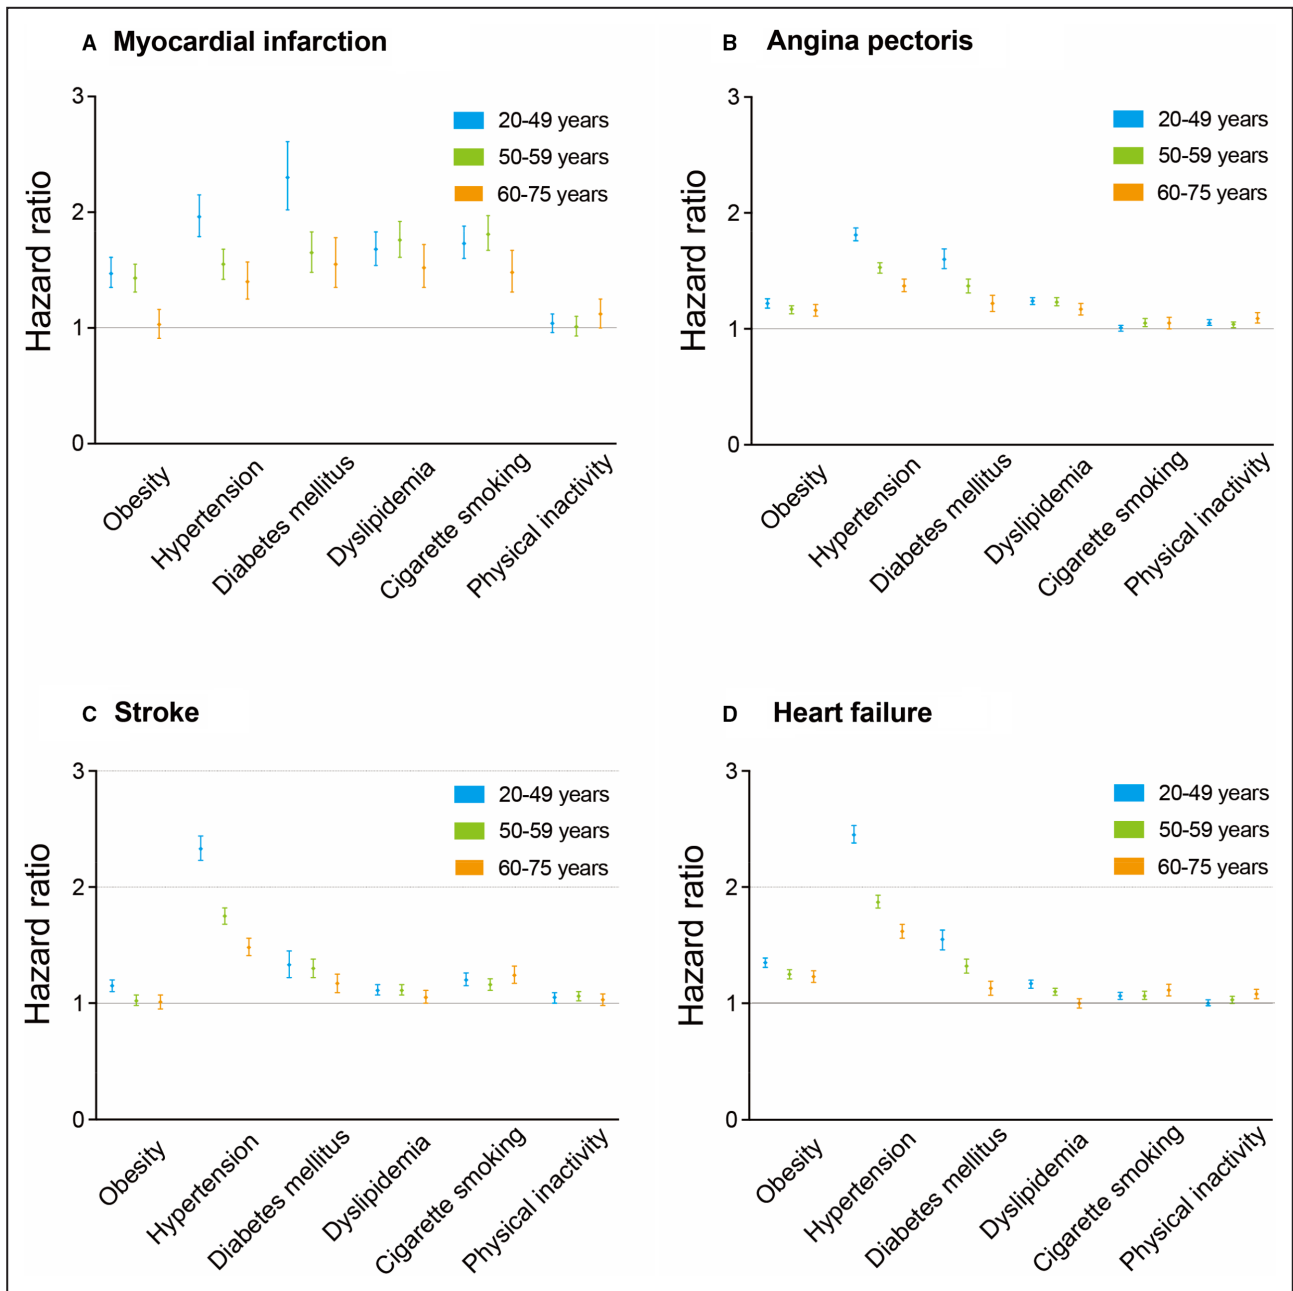 A Myocardial infarction
3
2
1
0
Hazard ratio
20-49 years
50-59 years
60-75 years
Obesity
Hypertension
Diabetes mellitus
Dyslipidemia
Cigarette smoking
Physical inactivity
B Angina pectoris
3
2
1
0
Hazard ratio
20-49 years
50-59 years
60-75 years
Obesity
Hypertension
Diabetes mellitus
Dyslipidemia
Cigarette smoking
Physical inactivity
C Stroke
3
2
1
0
Hazard ratio
20-49 years
50-59 years
60-75 years
Obesity
Hypertension
Diabetes mellitus
Dyslipidemia
Cigarette smoking
Physical inactivity
D Heart failure
3
2
1
0
Hazard ratio
20-49 years
50-59 years
60-75 years
Obesity
Hypertension
Diabetes mellitus
Dyslipidemia
Cigarette smoking
Physical inactivity